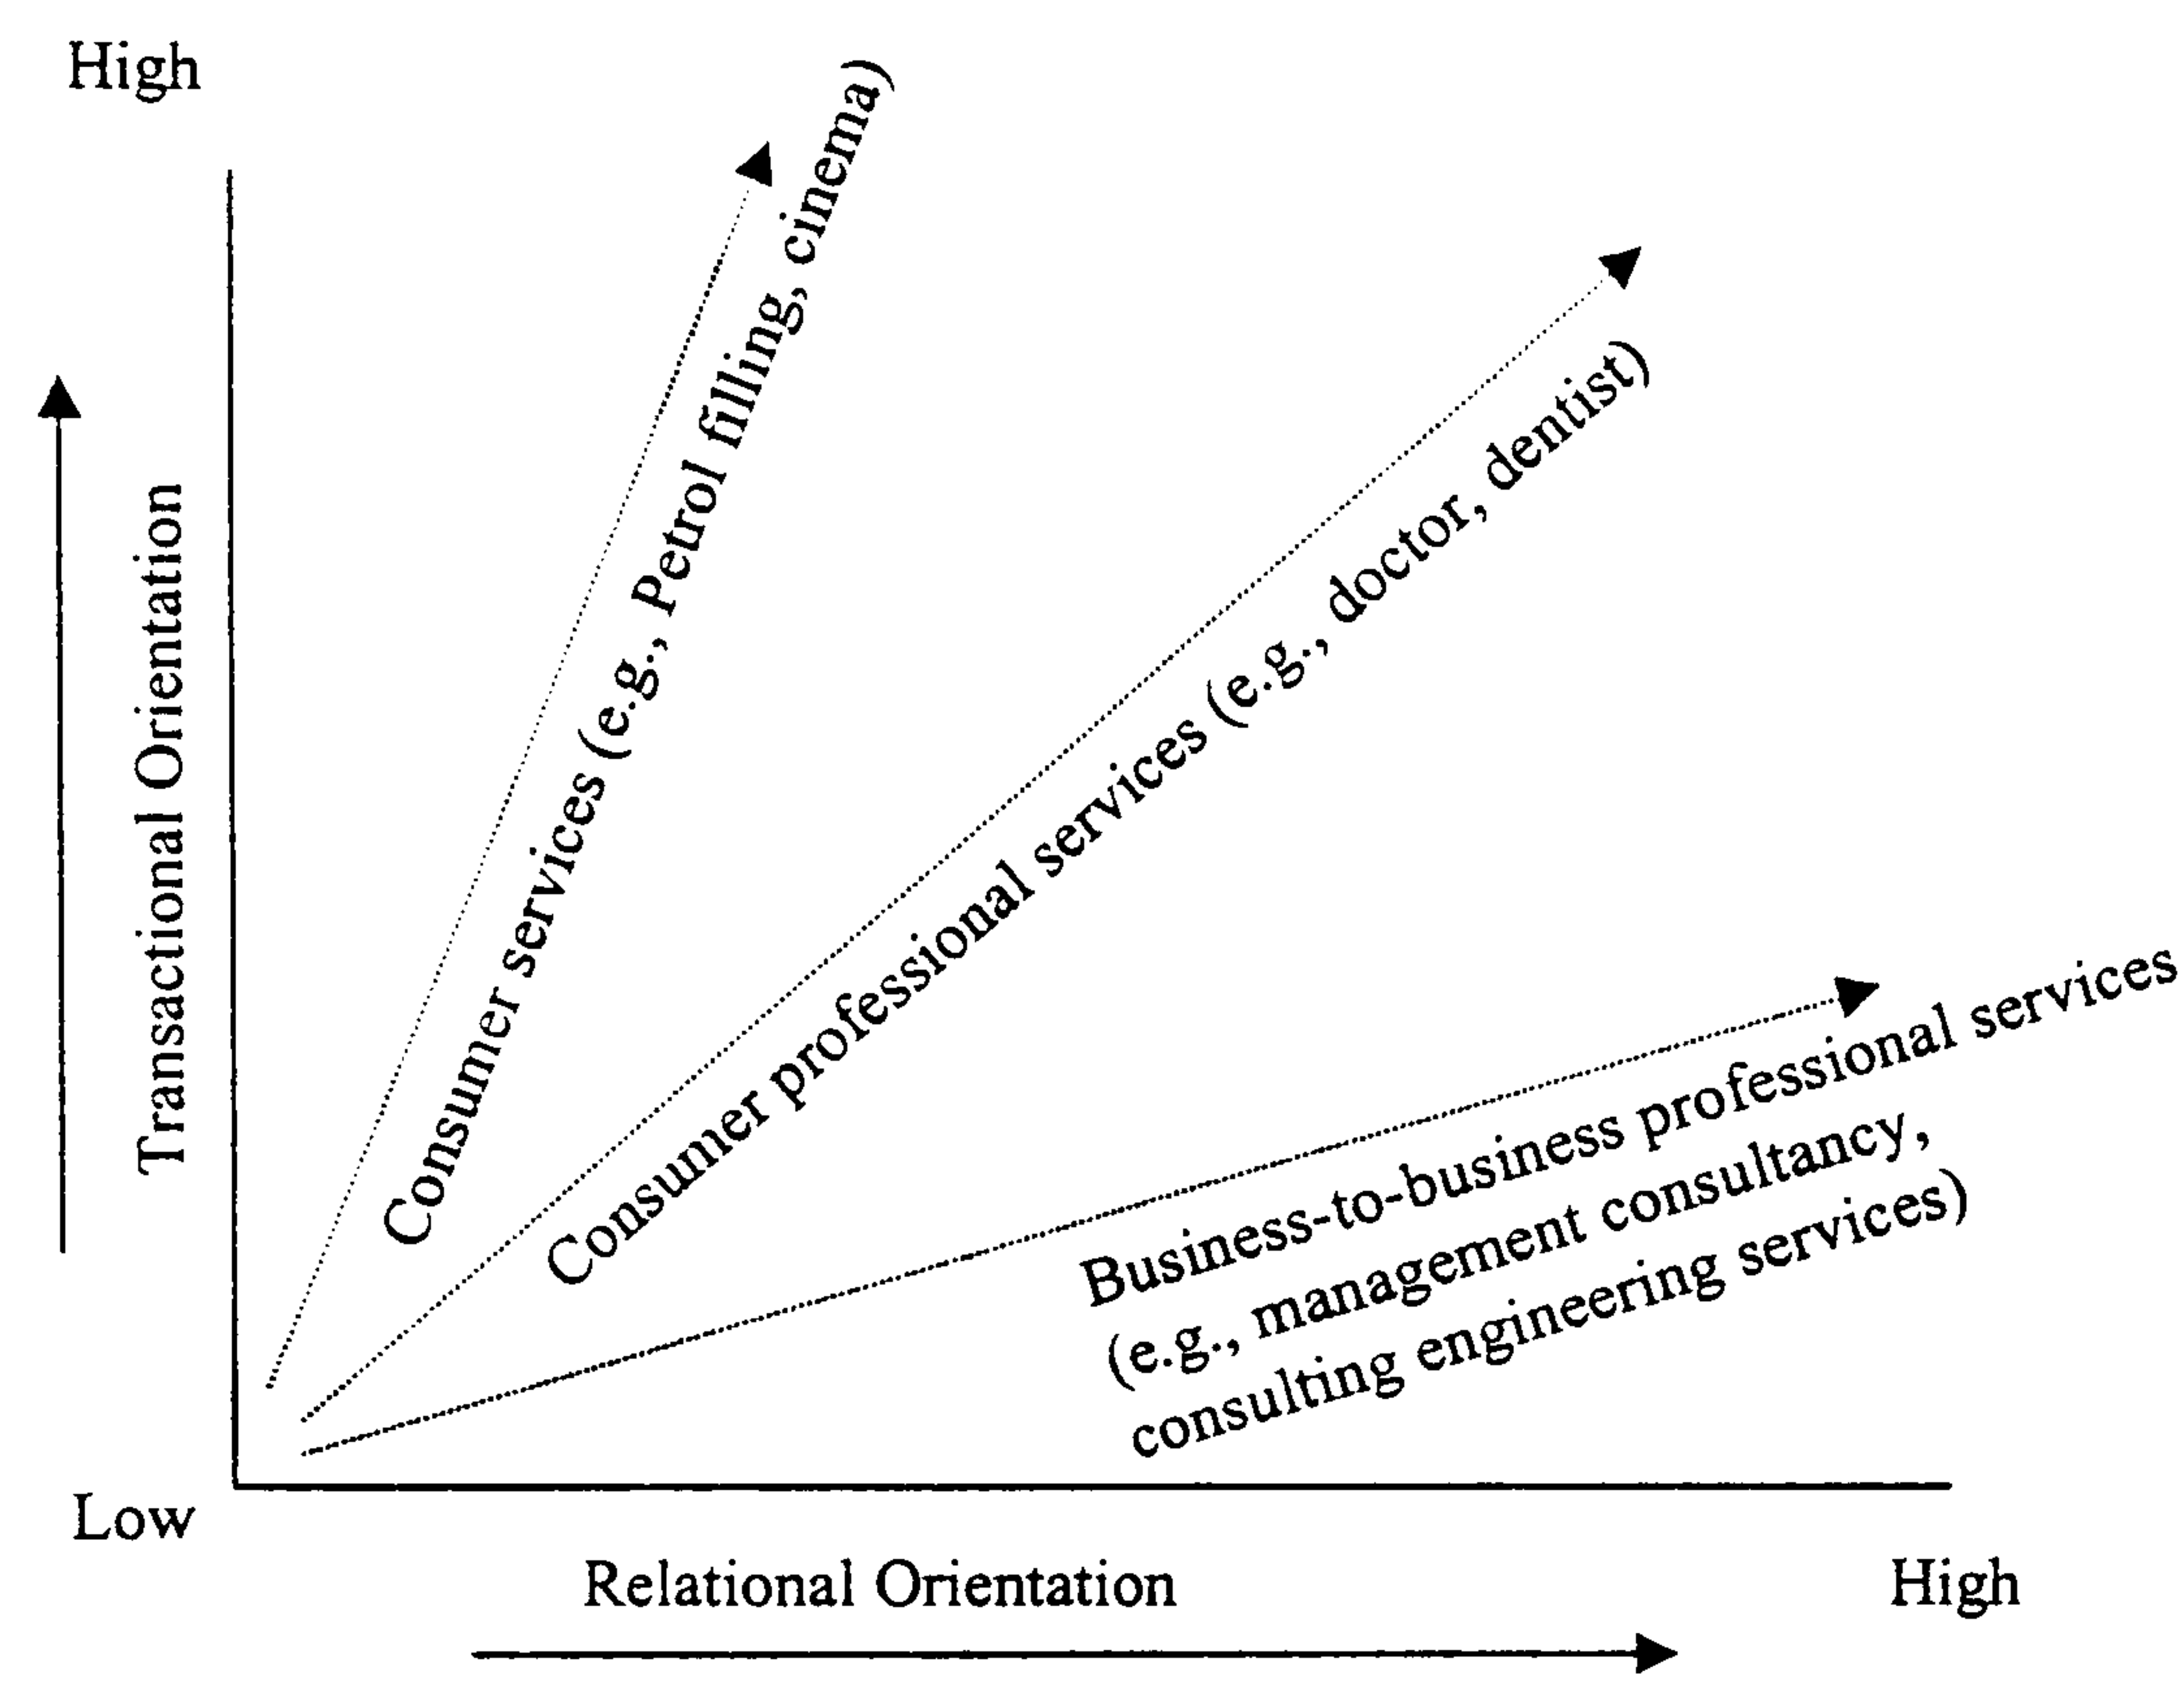 High
Transactional Orientation
Consumer services (e.g., Petrol filling, cinema)
Consumer professional services (e.g., doctor, dentist)
Business-to-business professional services
(e.g., management consultancy,
consulting engineering services)
Low
Relational Orientation
High